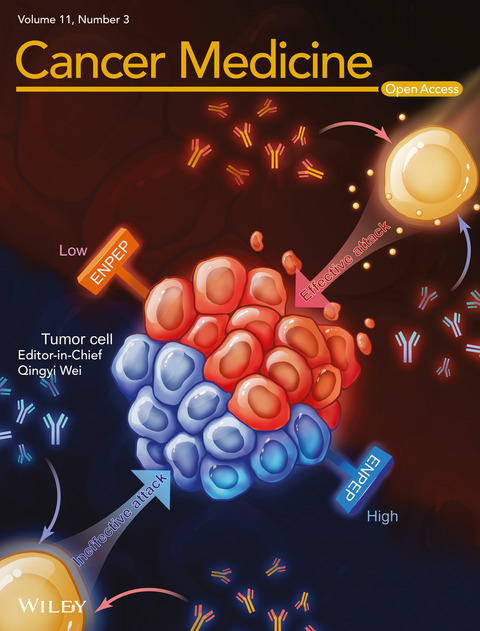 Volume 11, Number 3
Cancer Medicine
Open Access
Low
ENPEP
Effective attack
Tumor cell
Editor-in-Chief
Qingyi Wei
ENPEP
Ineffective attack
High
WILEY